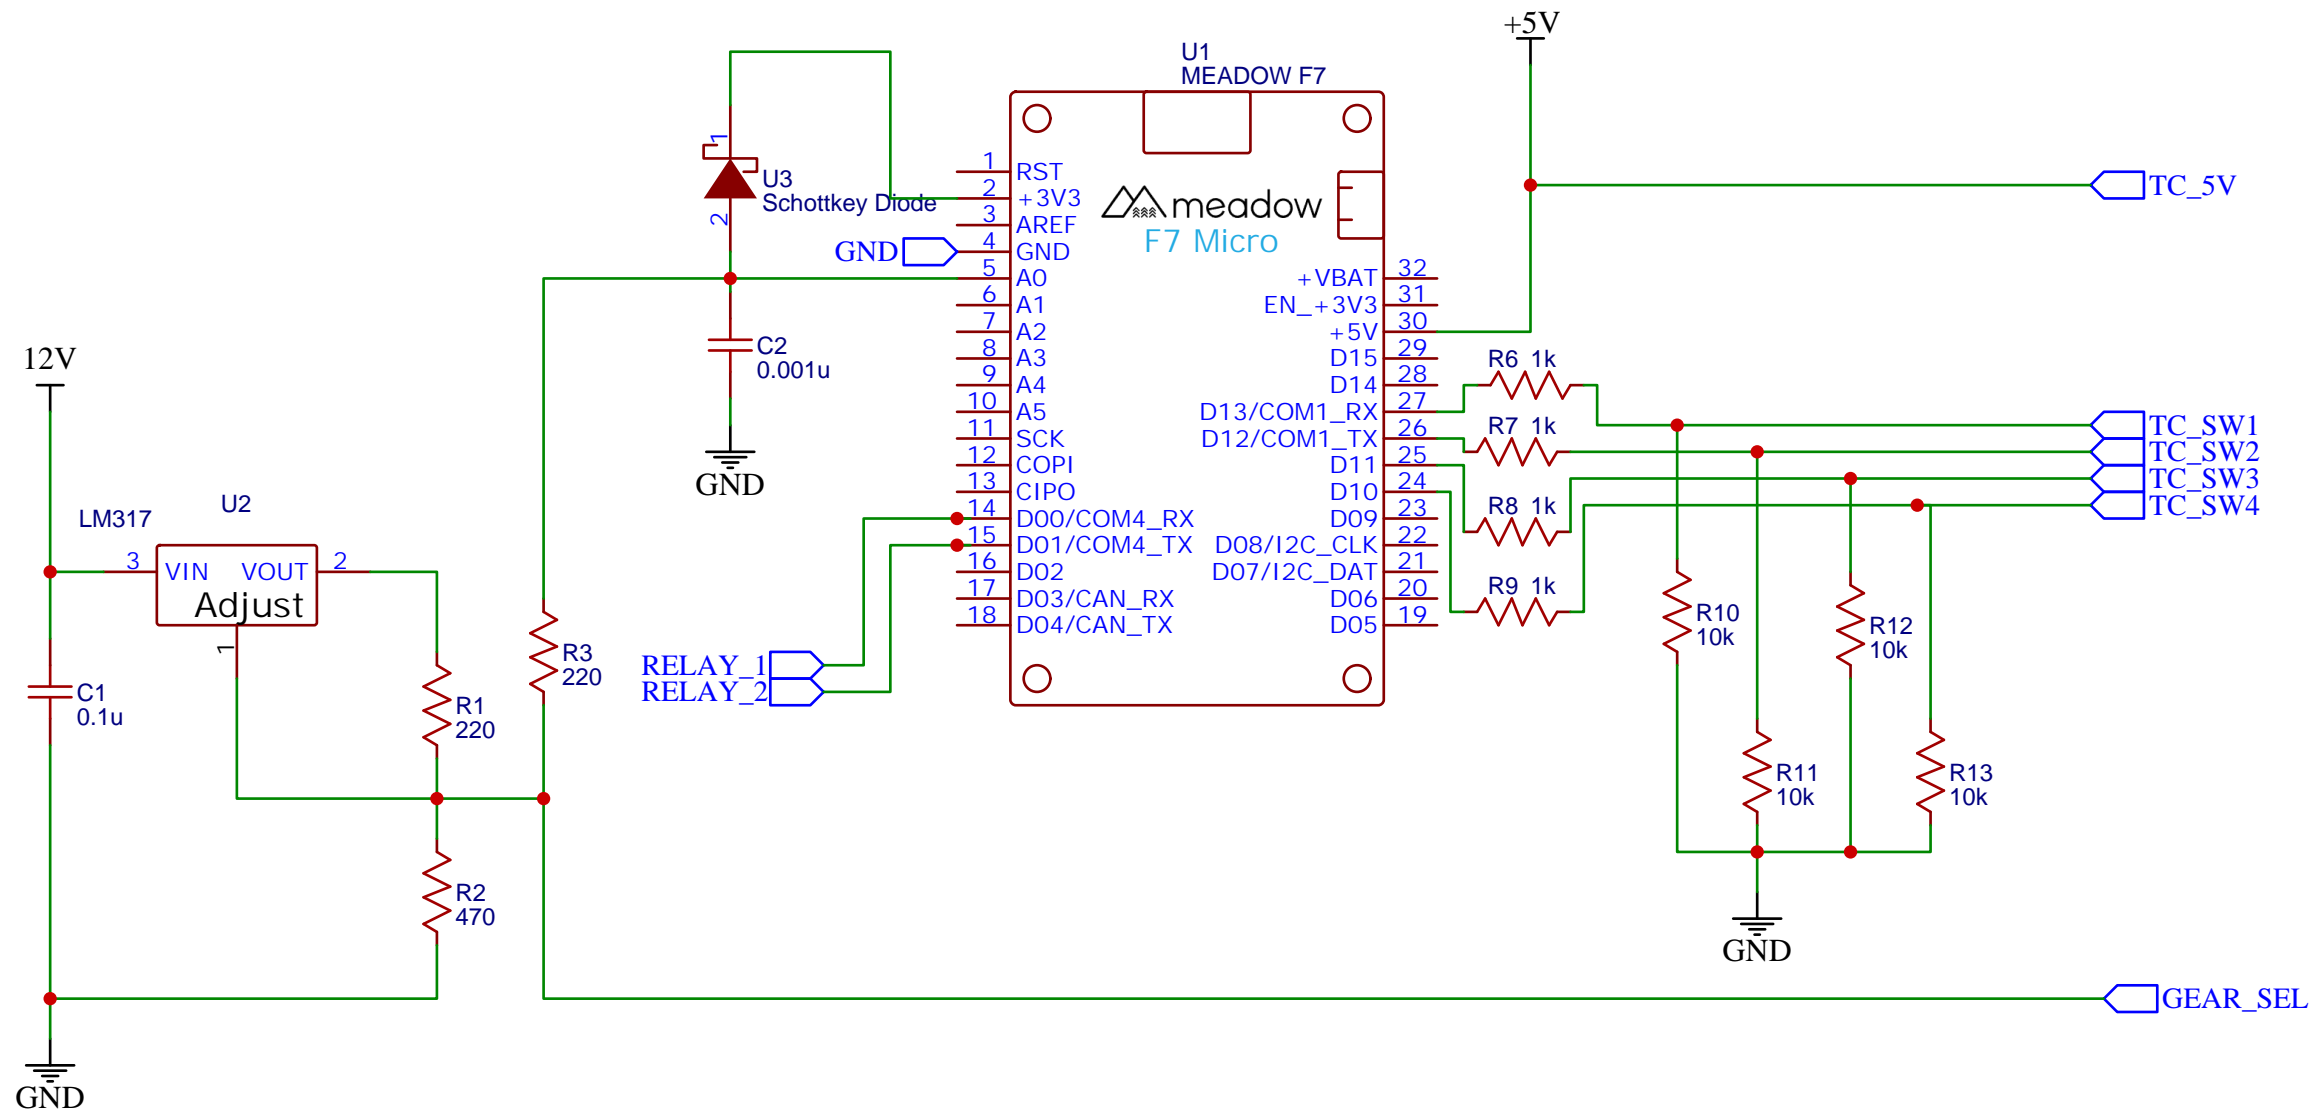 +5V
U1
MEADOW F7
1
2
U3
Schottkey Diode
1 RST
2 +3V3
3 AREF
4 GND
5 A0
6 A1
7 A2
8 A3
9 A4
10 A5
11 SCK
12 COPI
13 CIPO
14 D00/COM4_RX
15 D01/COM4_TX
16 D02
17 D03/CAN_RX
18 D04/CAN_TX
meadow
F7 Micro
+VBAT 32
EN_+3V3 31
+5V 30
D15 29
D14 28
D13/COM1_RX 27
D12/COM1_TX 26
D11 25
D10 24
D09 23
D08/I2C_CLK 22
D07/I2C_DAT 21
D06 20
D05 19
GND
TC_5V
C2
0.001u
GND
12V
R6 1k
R7 1k
R8 1k
R9 1k
TC_SW1
TC_SW2
TC_SW3
TC_SW4
LM317
U2
3 VIN VOUT 2
Adjust
1
C1
0.1u
R1
220
R3
220
RELAY_1
RELAY_2
R10
10k
R12
10k
R11
10k
R13
10k
R2
470
GND
GEAR_SEL
GND